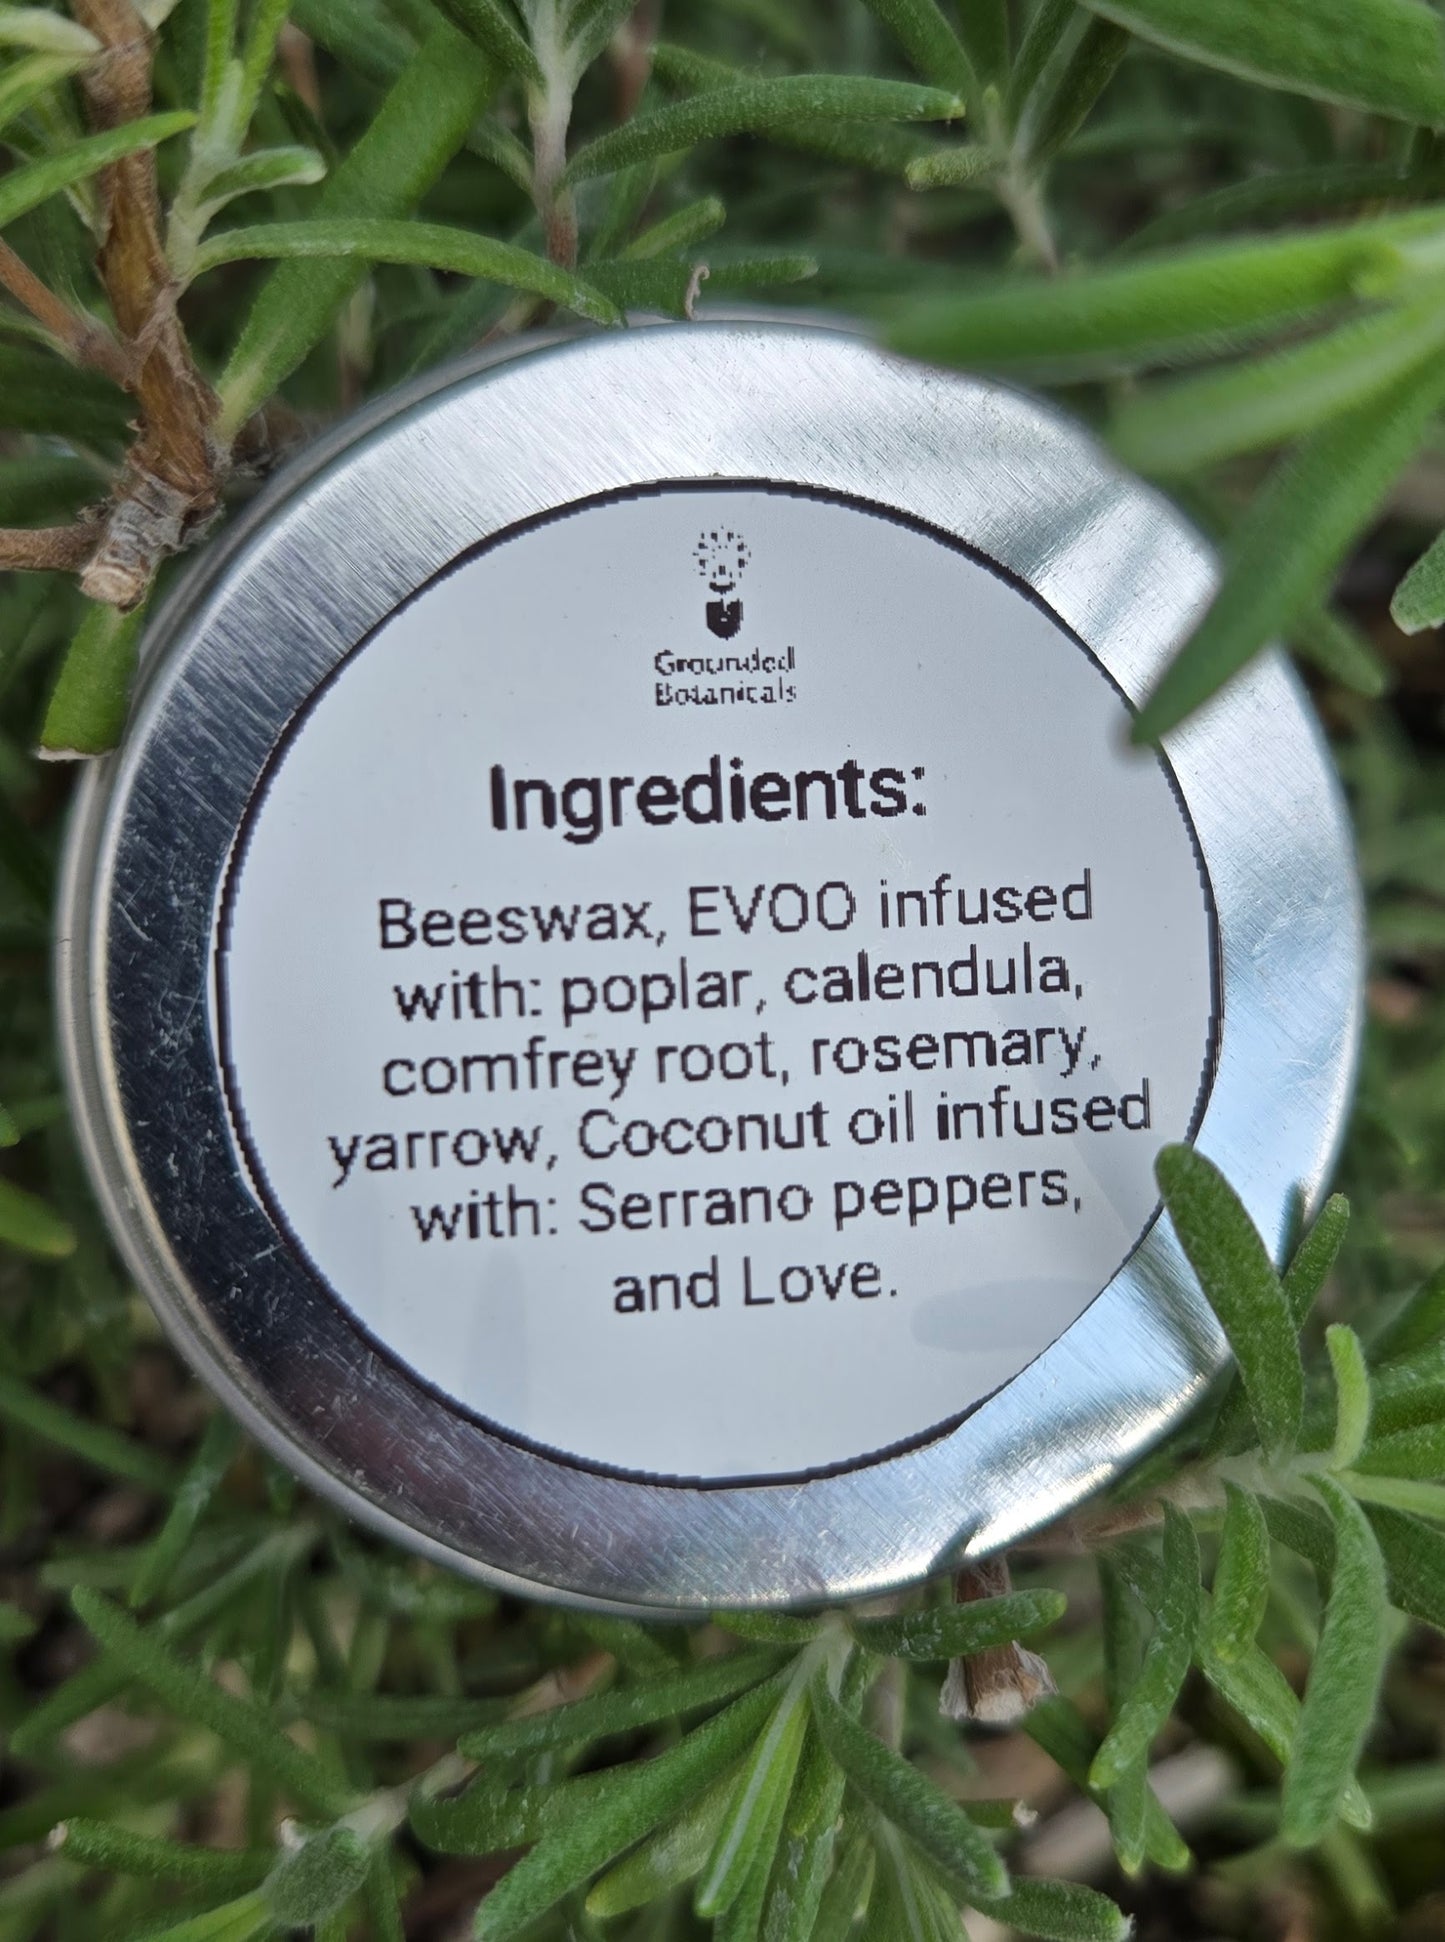 Grounded
Botanicals
Ingredients:
Beeswax, EVOO infused
with: poplar, calendula,
comfrey root, rosemary,
yarrow, Coconut oil infused
with: Serrano peppers,
and Love.